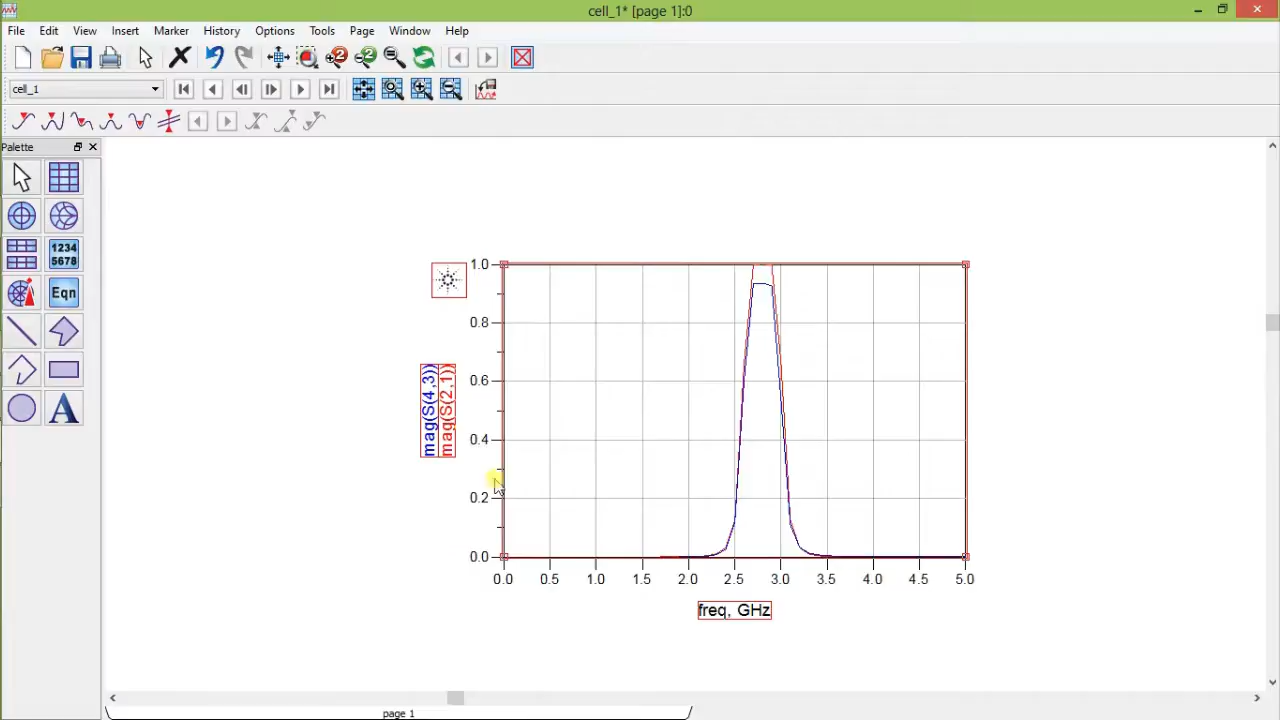 cell_1* [page 1]:0
File Edit View Insert Marker History Options Tools Page Window Help
cell_1
Palette
1234
5678
Eqn
A
mag(S(4,3))
mag(S(2,1))
1.0
0.8
0.6
0.4
0.2
0.0
0.0 0.5 1.0 1.5 2.0 2.5 3.0 3.5 4.0 4.5 5.0
freq, GHz
page 1